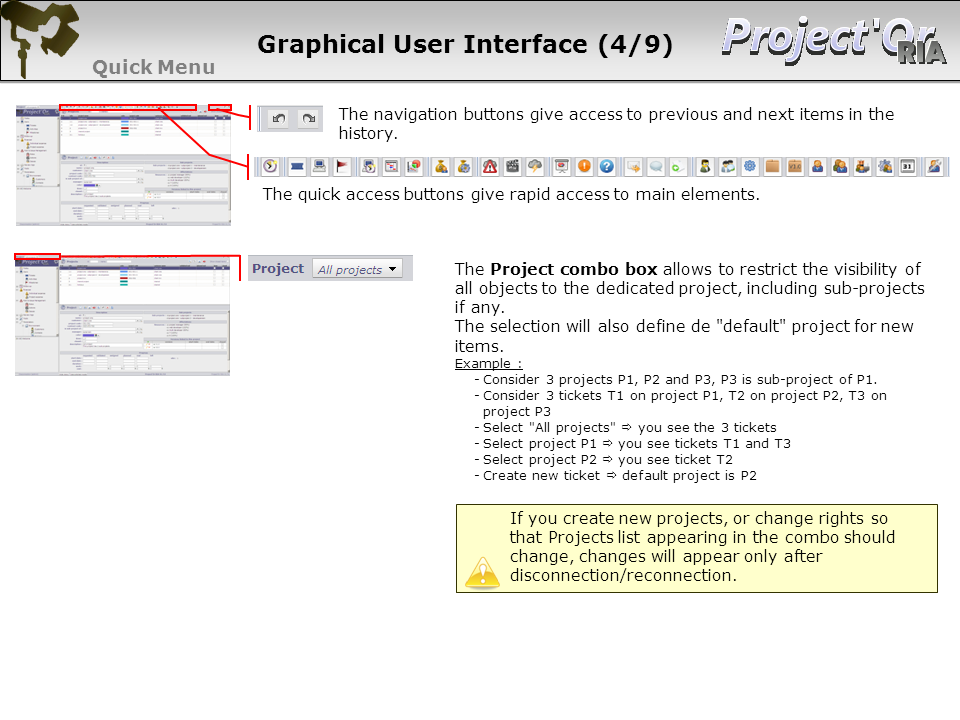 Graphical User Interface (4/9)
Project'Or
RIA
Quick Menu
The navigation buttons give access to previous and next items in the
history.
The quick access buttons give rapid access to main elements.
Project All projects
The Project combo box allows to restrict the visibility of
all objects to the dedicated project, including sub-projects
if any.
The selection will also define de "default" project for new
items.
Example :
- Consider 3 projects P1, P2 and P3, P3 is sub-project of P1.
- Consider 3 tickets T1 on project P1, T2 on project P2, T3 on
project P3
- Select "All projects" ⇨ you see the 3 tickets
- Select project P1 ⇨ you see tickets T1 and T3
- Select project P2 ⇨ you see ticket T2
- Create new ticket ⇨ default project is P2
If you create new projects, or change rights so
that Projects list appearing in the combo should
change, changes will appear only after
disconnection/reconnection.